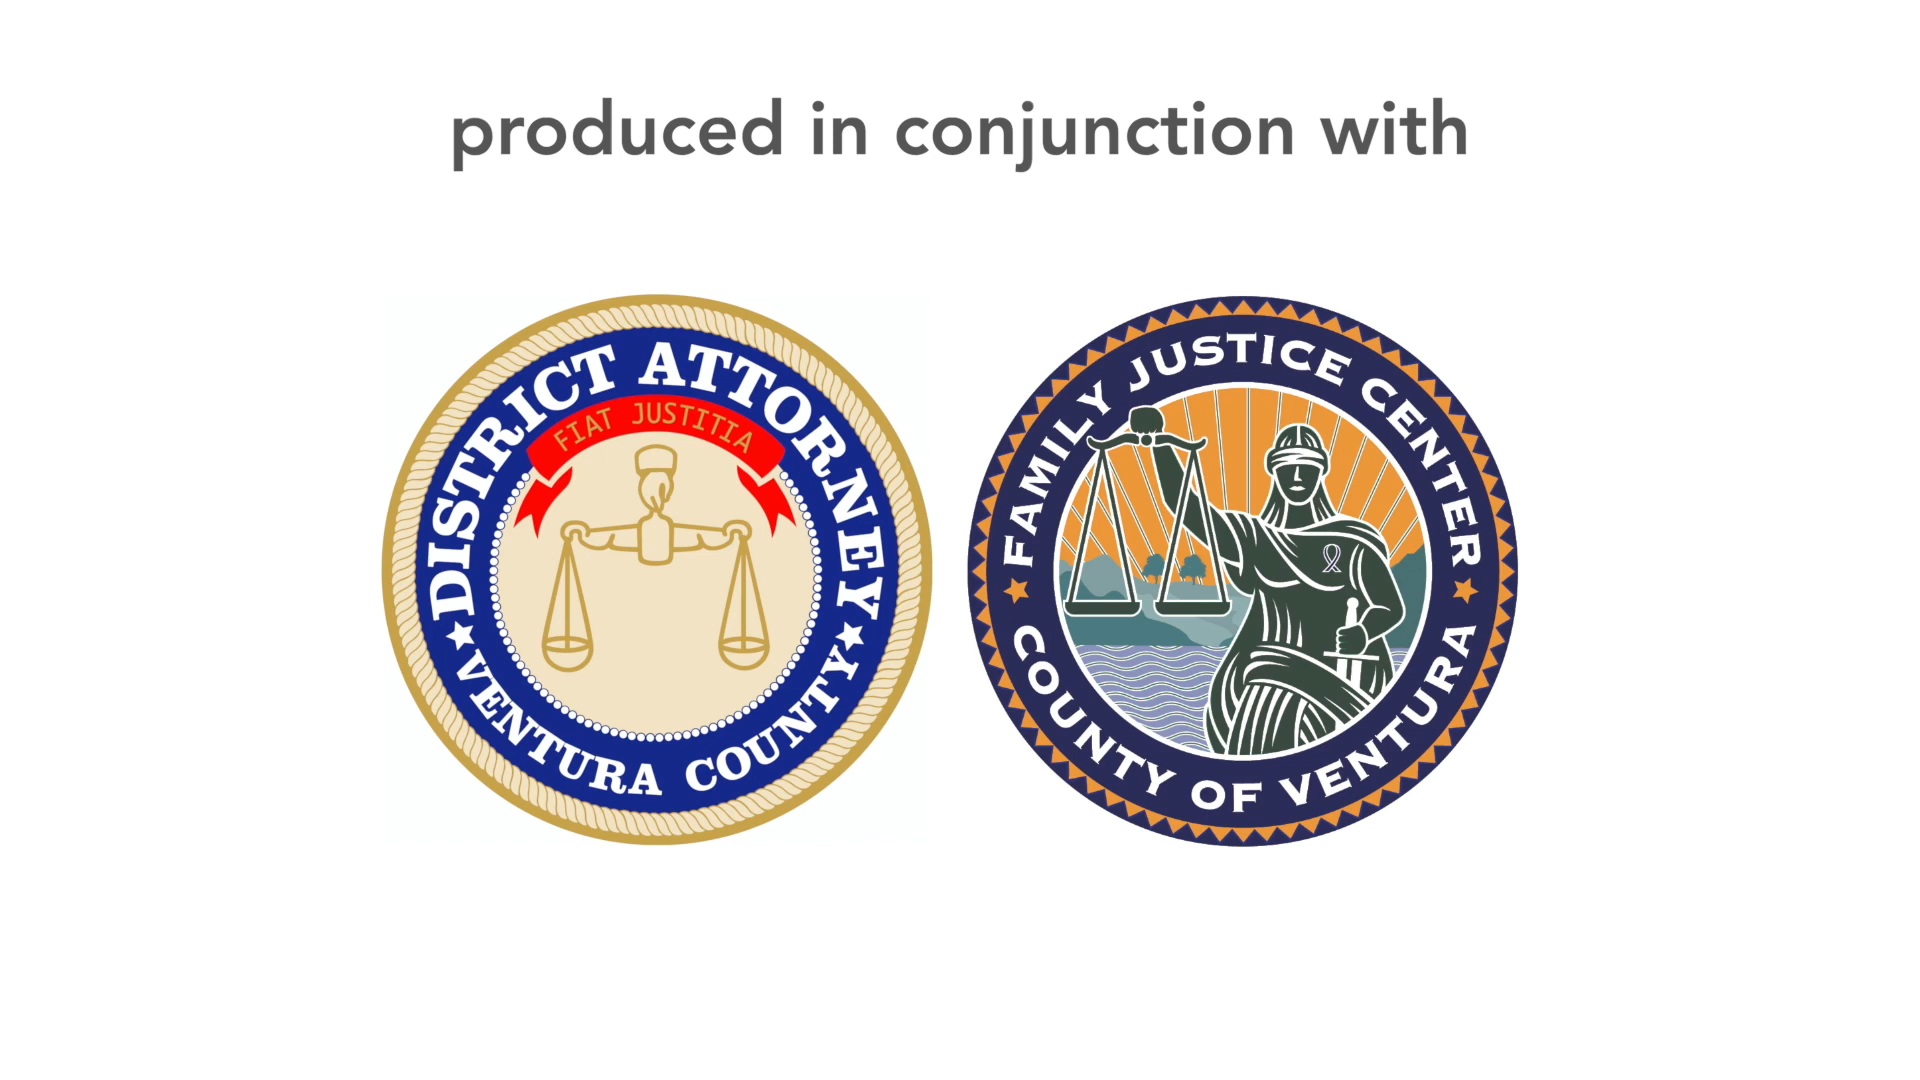 produced in conjunction with
DISTRICT ATTORNEY
FIAT JUSTITIA
VENTURA COUNTY
FAMILY JUSTICE CENTER
COUNTY OF VENTURA